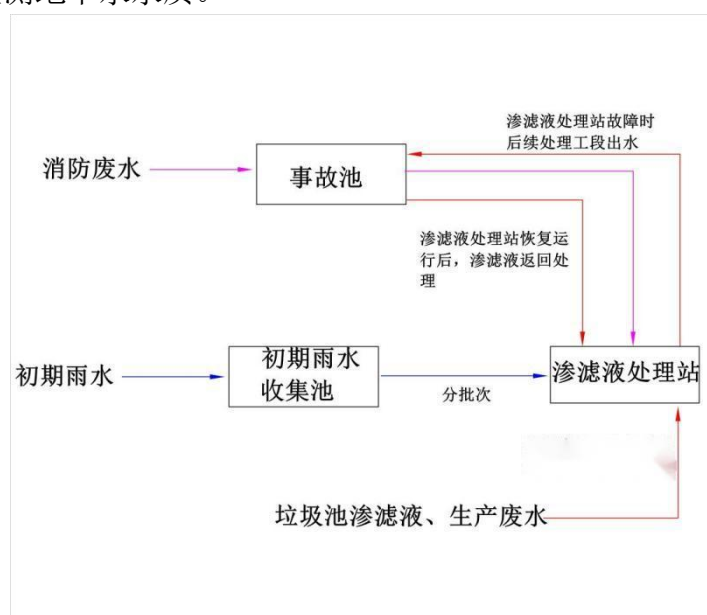 渗滤液处理站故障时
后续处理工段出水
消防废水
事故池
渗滤液处理站恢复运
行后，渗滤液返回处
理
初期雨水
初期雨水
收集池
分批次
渗滤液处理站
垃圾池渗滤液、生产废水